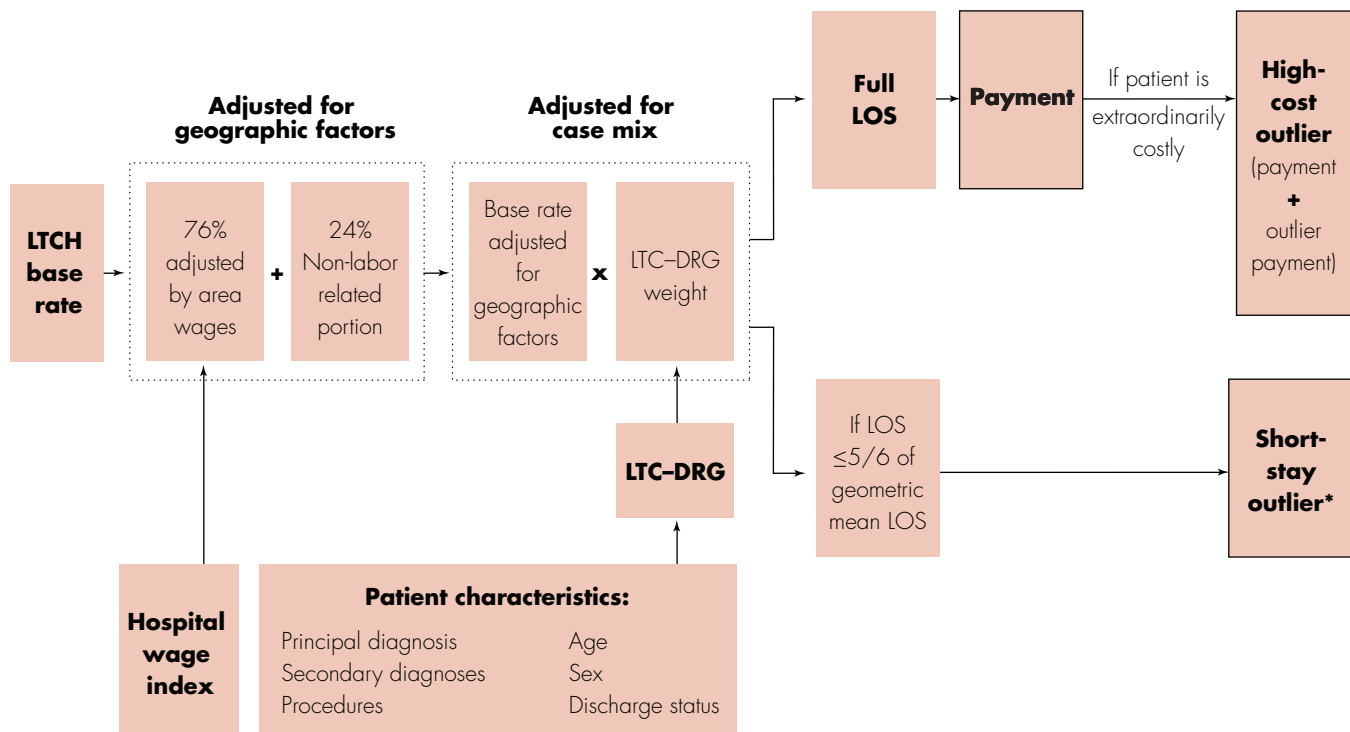 Adjusted for
geographic factors
Adjusted for
case mix
LTCH
base
rate
76%
adjusted
by area
wages
+
24%
Non-labor
related
portion
Base rate
adjusted
for
geographic
factors
x
LTC–DRG
weight
Full
LOS
Payment
If patient is
extraordinarily
costly
High-
cost
outlier
(payment
+
outlier
payment)
LTC–DRG
If LOS
≤5/6 of
geometric
mean LOS
Short-
stay
outlier*
Hospital
wage
index
Patient characteristics:
Principal diagnosis
Secondary diagnoses
Procedures
Age
Sex
Discharge status